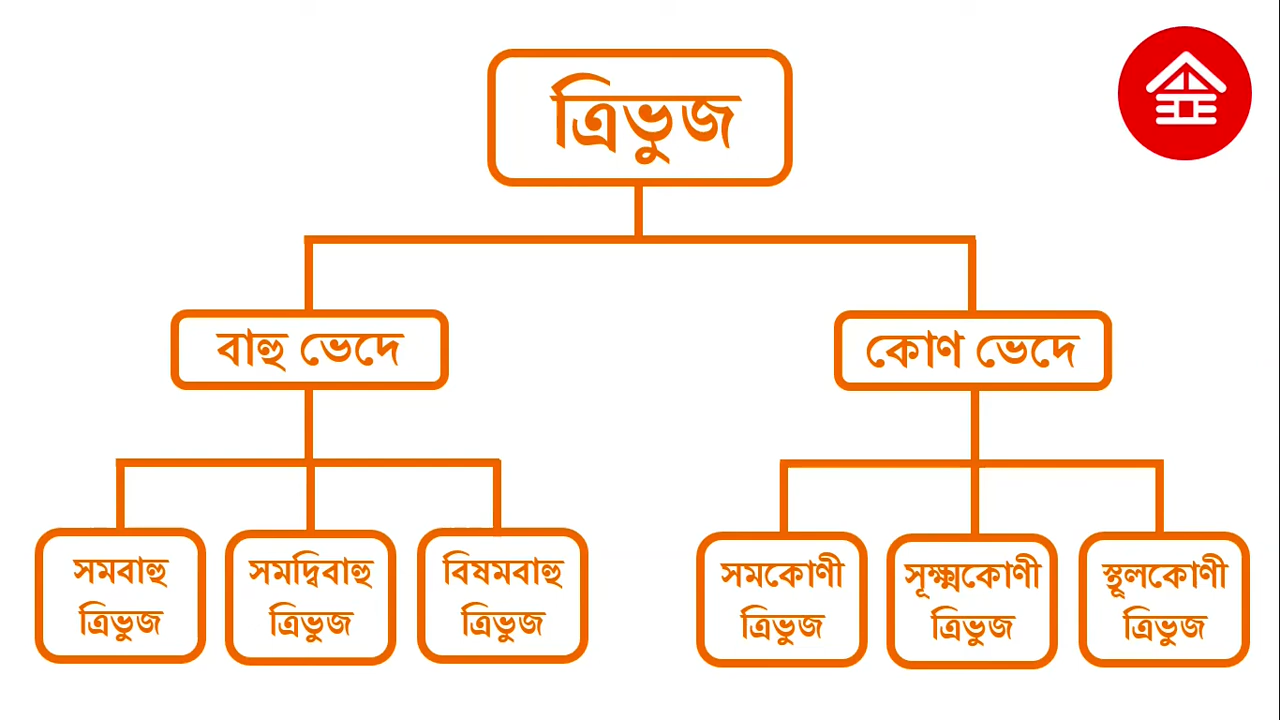 ত্রিভুজ
বাহু ভেদে
কোণ ভেদে
সমবাহু
ত্রিভুজ
সমদ্বিবাহু
ত্রিভুজ
বিষমবাহু
ত্রিভুজ
সমকোণী
ত্রিভুজ
সূক্ষ্মকোণী
ত্রিভুজ
স্থূলকোণী
ত্রিভুজ